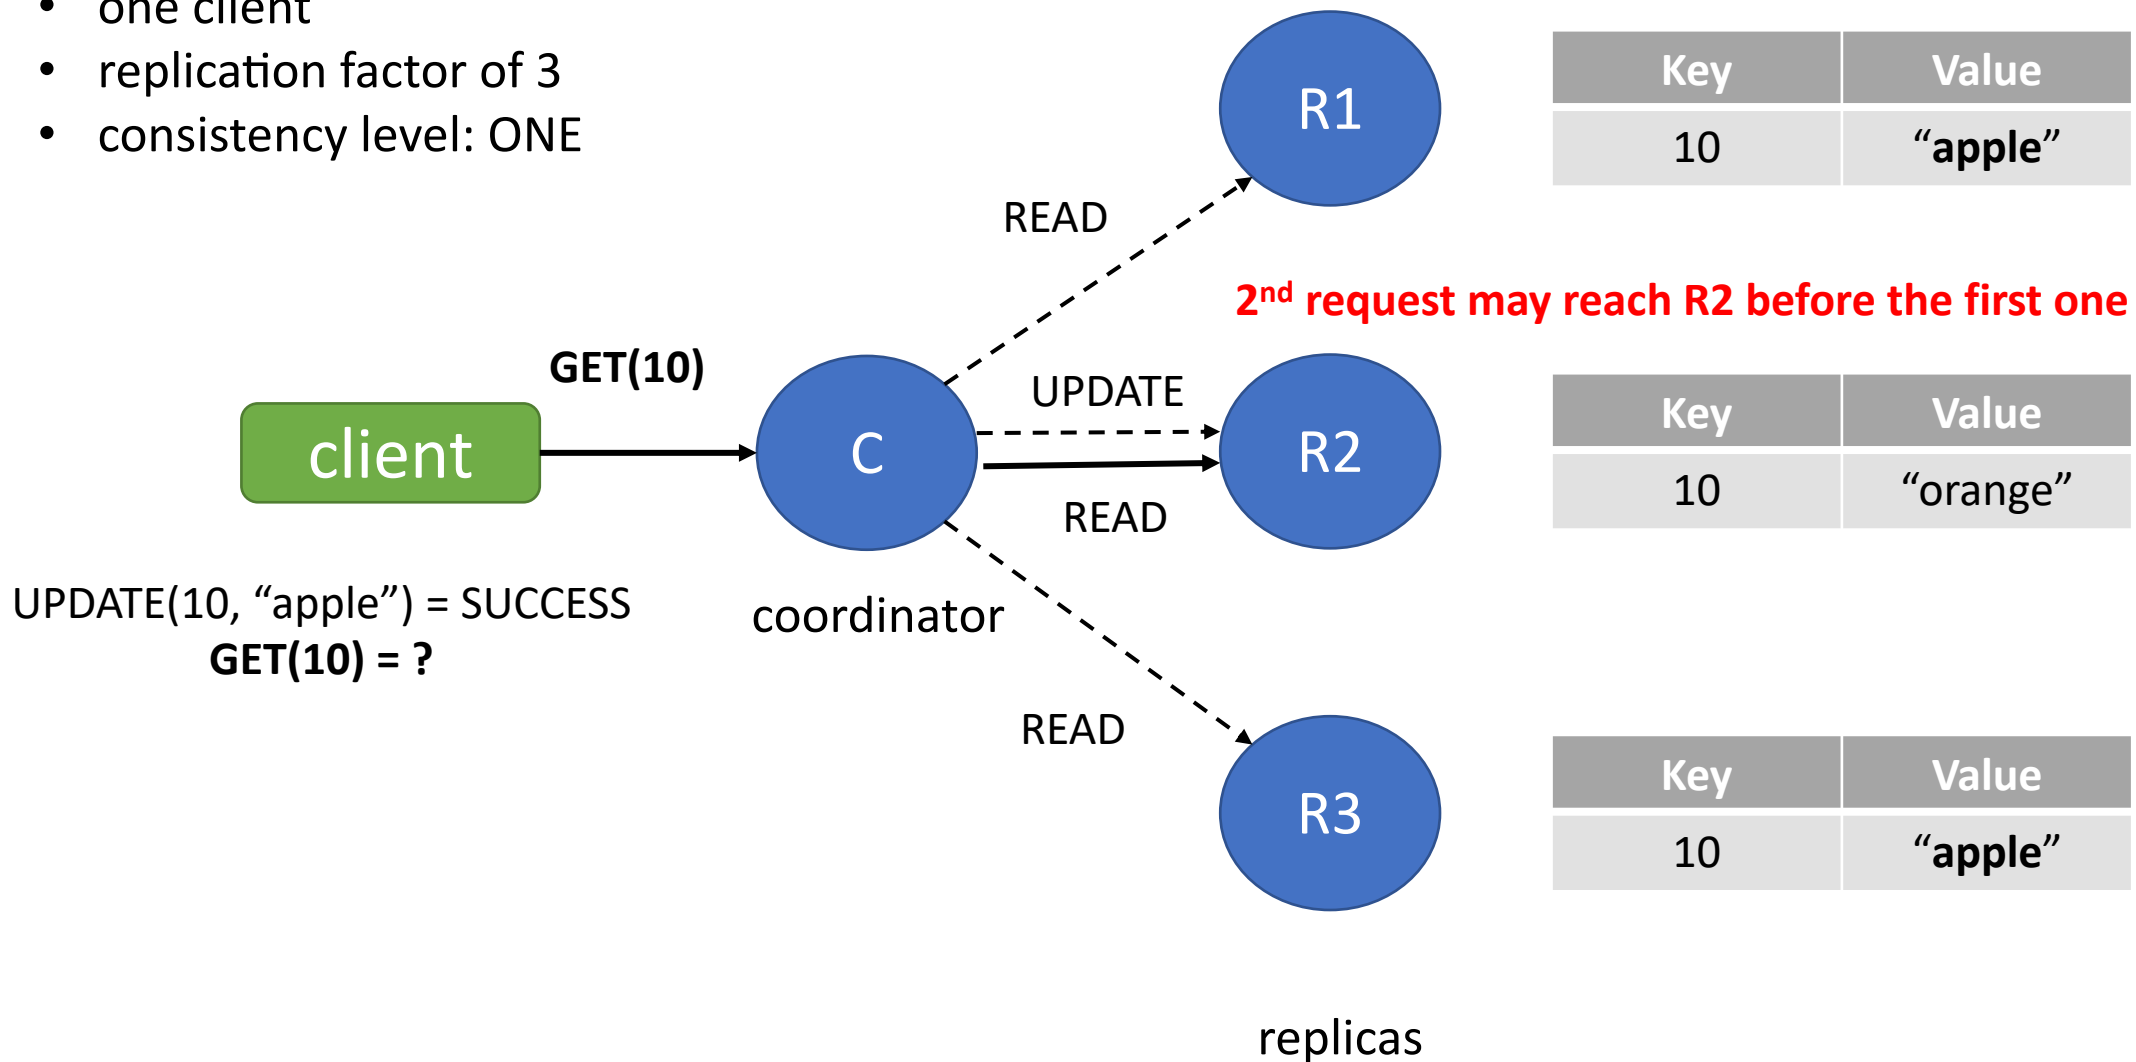 • one client
• replication factor of 3
• consistency level: ONE
R1
Key Value
10 “apple”
READ
2nd request may reach R2 before the first one
GET(10)
UPDATE
client
C
R2
Key Value
10 “orange”
READ
UPDATE(10, “apple”) = SUCCESS
GET(10) = ?
coordinator
READ
R3
Key Value
10 “apple”
replicas